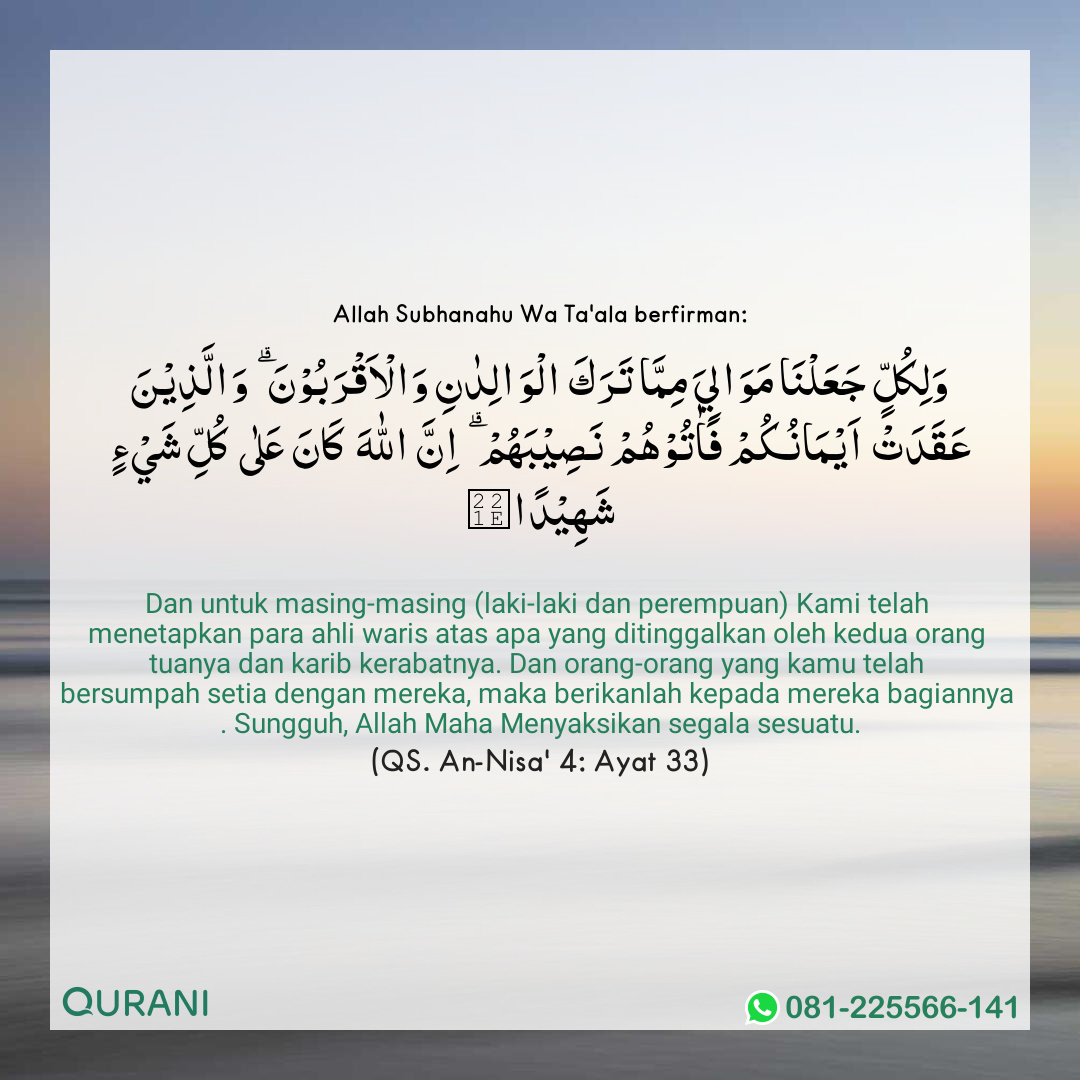 Allah Subhanahu Wa Ta'ala berfirman:
وَلِكُلٍّ جَعَلْنَا مَوَالِيَ مِمَّا تَرَكَ الْوَالِدٰنِ وَالْاَقْرَبُوْنَ ۗ وَالَّذِيْنَ
عَقَدَتْ اَيْمَانُكُمْ فَاٰتُوْهُمْ نَصِيْبَهُمْ ۗ اِنَّ اللّٰهَ كَانَ عَلٰى كُلِّ شَيْءٍ
شَهِيْدًا
Dan untuk masing-masing (laki-laki dan perempuan) Kami telah
menetapkan para ahli waris atas apa yang ditinggalkan oleh kedua orang
tuanya dan karib kerabatnya. Dan orang-orang yang kamu telah
bersumpah setia dengan mereka, maka berikanlah kepada mereka bagiannya
. Sungguh, Allah Maha Menyaksikan segala sesuatu.
(QS. An-Nisa' 4: Ayat 33)
QURANI
081-225566-141